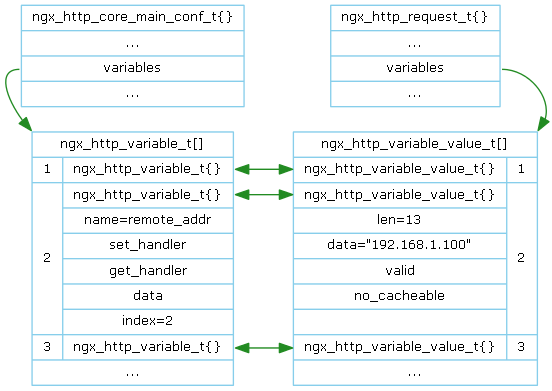 ngx_http_core_main_conf_t{}
...
variables
...
ngx_http_request_t{}
...
variables
...
ngx_http_variable_t[]
1 ngx_http_variable_t{}
2
ngx_http_variable_t{}
name=remote_addr
set_handler
get_handler
data
index=2
3 ngx_http_variable_t{}
...
ngx_http_variable_value_t[]
ngx_http_variable_value_t{} 1
ngx_http_variable_value_t{}
len=13
data="192.168.1.100"
valid
no_cacheable
2
ngx_http_variable_value_t{} 3
...